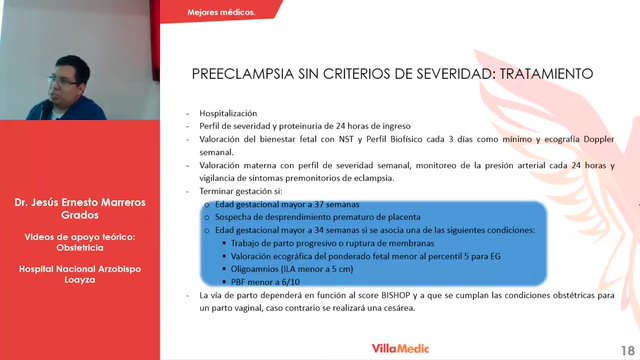 Mejores médicos.
PREECLAMPSIA SIN CRITERIOS DE SEVERIDAD: TRATAMIENTO
- Hospitalización
- Perfil de severidad y proteinuria de 24 horas de ingreso
- Valoración del bienestar fetal con NST y Perfil Biofísico cada 3 días como mínimo y ecografía Doppler
semanal.
- Valoración materna con perfil de severidad semanal, monitoreo de la presión arterial cada 24 horas y
vigilancia de síntomas premonitorios de eclampsia.
- Terminar gestación si:
o Edad gestacional mayor a 37 semanas
o Sospecha de desprendimiento prematuro de placenta
o Edad gestacional mayor a 34 semanas si se asocia una de las siguientes condiciones:
▪ Trabajo de parto progresivo o ruptura de membranas
▪ Valoración ecográfica del ponderado fetal menor al percentil 5 para EG
▪ Oligoamnios (ILA menor a 5 cm)
▪ PBF menor a 6/10
- La vía de parto dependerá en función al score BISHOP y a que se cumplan las condiciones obstétricas para
un parto vaginal, caso contrario se realizará una cesárea.
Dr. Jesús Ernesto Marreros
Grados
Videos de apoyo teórico:
Obstetricia
Hospital Nacional Arzobispo
Loayza
VillaMedic
18